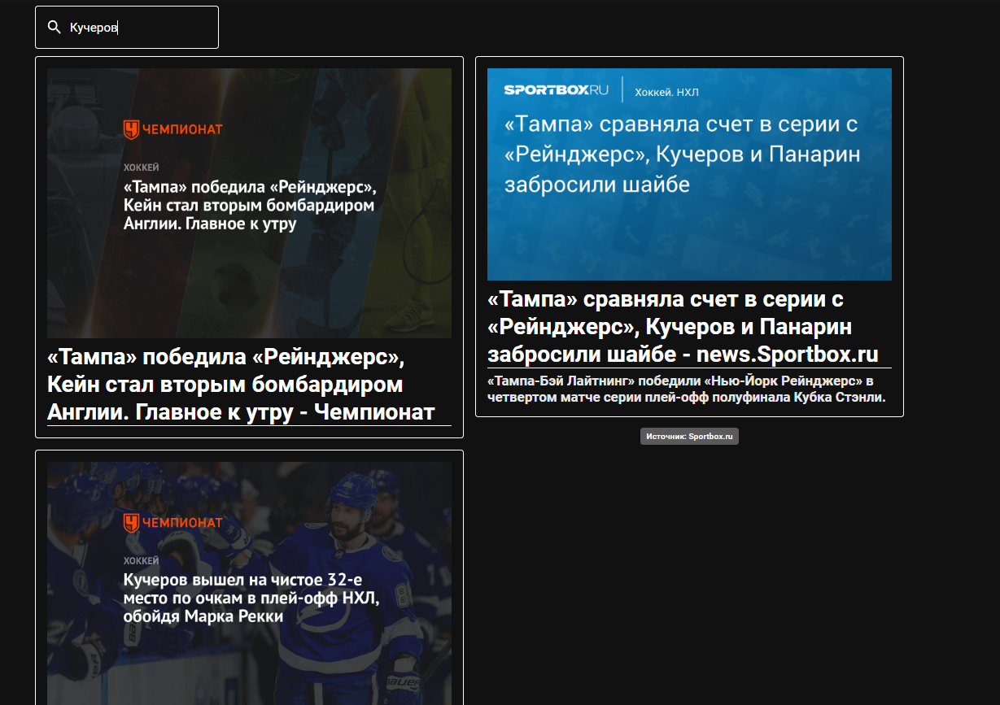 Кучеров
ЧЕМПИОНАТ
ХОККЕЙ
«Тампа» победила «Рейнджерс»,
Кейн стал вторым бомбардиром
Англии. Главное к утру
«Тампа» победила «Рейнджерс»,
Кейн стал вторым бомбардиром
Англии. Главное к утру - Чемпионат
SPORTBOX.RU
Хоккей. НХЛ
«Тампа» сравняла счет в серии с
«Рейнджерс», Кучеров и Панарин
забросили шайбе
«Тампа» сравняла счет в серии с
«Рейнджерс», Кучеров и Панарин
забросили шайбе - news.Sportbox.ru
«Тампа-Бэй Лайтнинг» победили «Нью-Йорк Рейнджерс» в
четвертом матче серии плей-офф полуфинала Кубка Стэнли.
Источник: Sportbox.ru
ЧЕМПИОНАТ
ХОККЕЙ
Кучеров вышел на чистое 32-е
место по очкам в плей-офф НХЛ,
обойдя Марка Рекки
BAUER